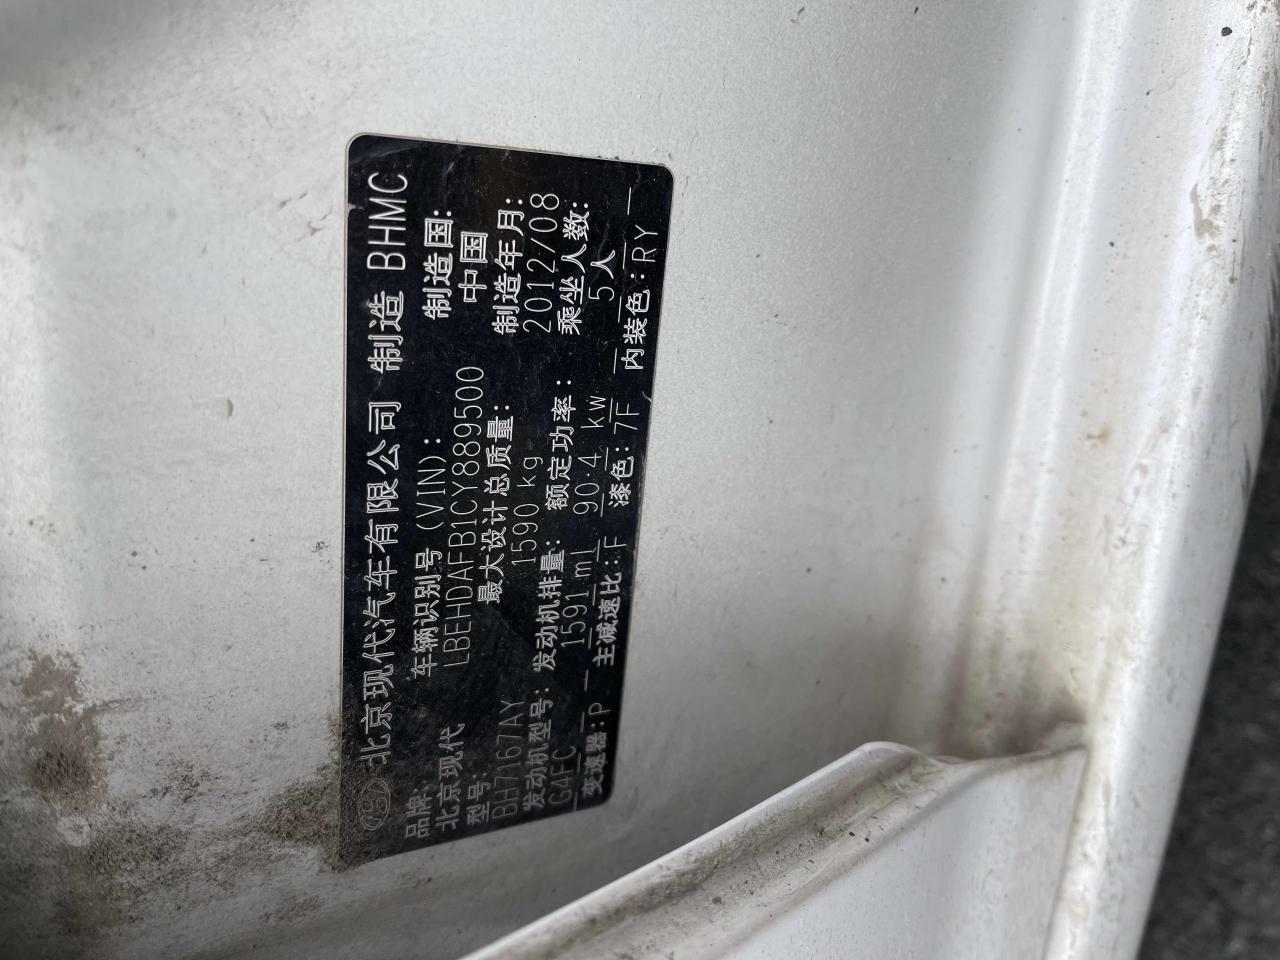 北京现代汽车有限公司 制造 BHMC
品牌: 车辆识别号 (VIN): 制造国:
北京现代 LBEHDAFB1CY889500 中国
型号: 最大设计总质量: 制造年月:
BH7167AY 1590 kg 2012/08
发动机型号: 发动机排量: 额定功率: 乘坐人数:
G4FC 1591 ml 90.4 kw 5人
变速器:P 主减速比:F 漆色:7F 内装色:RY